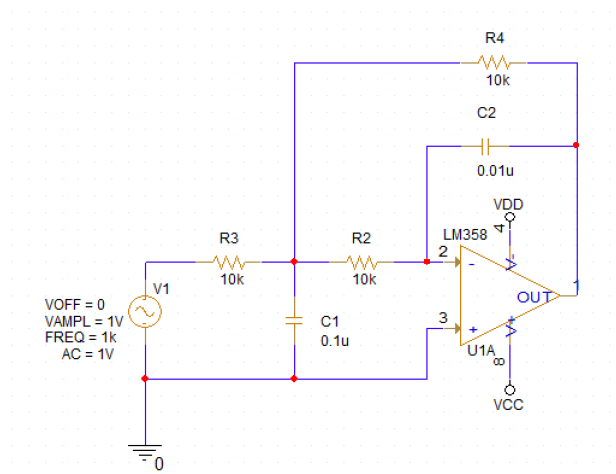 R4
10k
C2
0.01u
VDD
4
LM358
R3
10k
R2
10k
2
-
V-
OUT
1
V1
VOFF = 0
VAMPL = 1V
FREQ = 1k
AC = 1V
C1
0.1u
3
+
V+
U1A
8
VCC
0